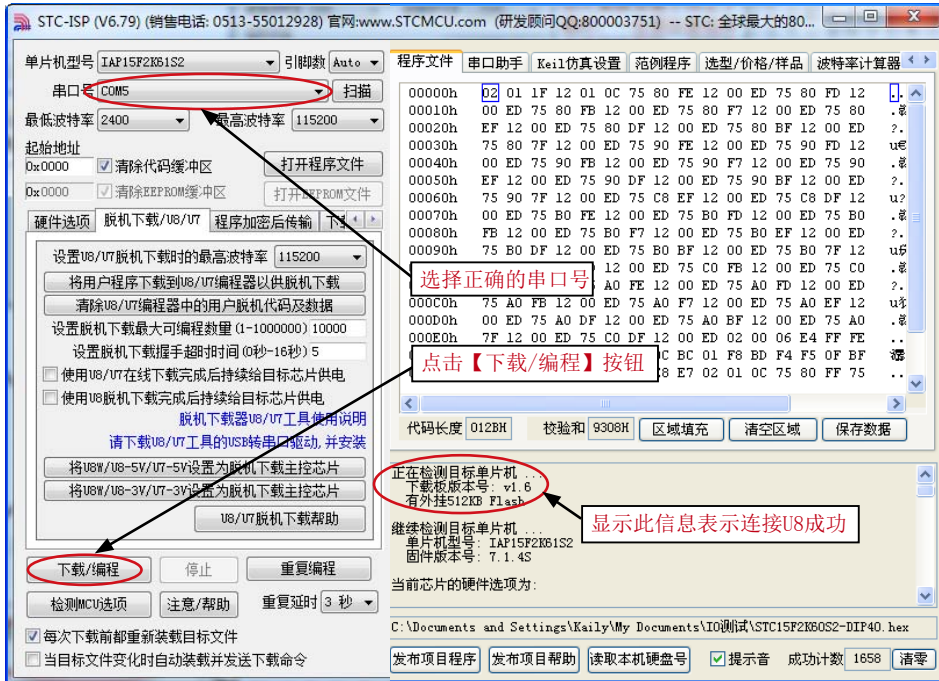 STC-ISP (V6.79) (销售电话: 0513-55012928) 官网:www.STCMCU.com (研发顾问QQ:800003751) -- STC: 全球最大的80...
单片机型号 IAP15F2K61S2 引脚数 Auto
串口号 COM5 扫描
最低波特率 2400 最高波特率 115200
起始地址
0x0000 清除代码缓冲区 打开程序文件
0x0000 清除EEPROM缓冲区 打开EEPROM文件
硬件选项 脱机下载/U8/U7 程序加密后传输
设置U8/U7脱机下载时的最高波特率 115200
将用户程序下载到U8/U7编程器以供脱机下载
清除U8/U7编程器中的用户脱机代码及数据
设置脱机下载最大可编程数量(1-1000000) 10000
设置脱机下载握手超时时间(0秒-16秒) 5
使用U8/U7在线下载完成后持续给目标芯片供电
使用U8脱机下载完成后持续给目标芯片供电
脱机下载器U8/U7工具使用说明
请下载U8/U7工具的USB转串口驱动,并安装
将U8W/U8-5V/U7-5V设置为脱机下载主控芯片
将U8W/U8-3V/U7-3V设置为脱机下载主控芯片
U8/U7脱机下载帮助
下载/编程 停止 重复编程
检测MCU选项 注意/帮助 重复延时 3 秒
每次下载前都重新装载目标文件
当目标文件变化时自动装载并发送下载命令
程序文件 串口助手 Keil仿真设置 范例程序 选型/价格/样品 波特率计算器
00000h 02 01 1F 12 01 0C 75 80 FE 12 00 ED 75 80 FD 12
00010h 00 ED 75 80 FB 12 00 ED 75 80 F7 12 00 ED 75 80
00020h EF 12 00 ED 75 80 DF 12 00 ED 75 80 BF 12 00 ED ?.
00030h 75 80 7F 12 00 ED 75 90 FE 12 00 ED 75 90 FD 12 u€
00040h 00 ED 75 90 FB 12 00 ED 75 90 F7 12 00 ED 75 90
00050h EF 12 00 ED 75 90 DF 12 00 ED 75 90 BF 12 00 ED ?.
00060h 75 90 7F 12 00 ED 75 C8 EF 12 00 ED 75 C8 DF 12 u?
00070h 00 ED 75 B0 FE 12 00 ED 75 B0 FD 12 00 ED 75 B0
00080h FB 12 00 ED 75 B0 F7 12 00 ED 75 B0 EF 12 00 ED ?.
00090h 75 B0 DF 12 00 ED 75 B0 BF 12 00 ED 75 B0 7F 12
12 00 ED 75 C0 FB 12 00 ED 75 C0
选择正确的串口号
A0 FE 12 00 ED 75 A0 FD 12 00 ED ?.
000C0h 75 A0 FB 12 00 ED 75 A0 F7 12 00 ED 75 A0 EF 12
000D0h 00 ED 75 A0 DF 12 00 ED 75 A0 BF 12 00 ED 75 A0
000E0h 7F 12 00 ED 75 C0 DF 12 00 ED 02 00 06 E4 FF FE ..
BC 01 F8 BD F4 F5 0F BF
点击【下载/编程】按钮
E7 02 01 0C 75 80 FF 75 ..
代码长度 012BH 校验和 9308H 区域填充 清空区域 保存数据
正在检测目标单片机 ...
下载板版本号: v1.6
有外挂512KB Flash
显示此信息表示连接U8成功
继续检测目标单片机 ...
单片机型号: IAP15F2K61S2
固件版本号: 7.1.4S
当前芯片的硬件选项为:
C:\Documents and Settings\Kaily\My Documents\IO测试\STC15F2K60S2-DIP40.hex
发布项目程序 发布项目帮助 读取本机硬盘号 提示音 成功计数 1658 清零